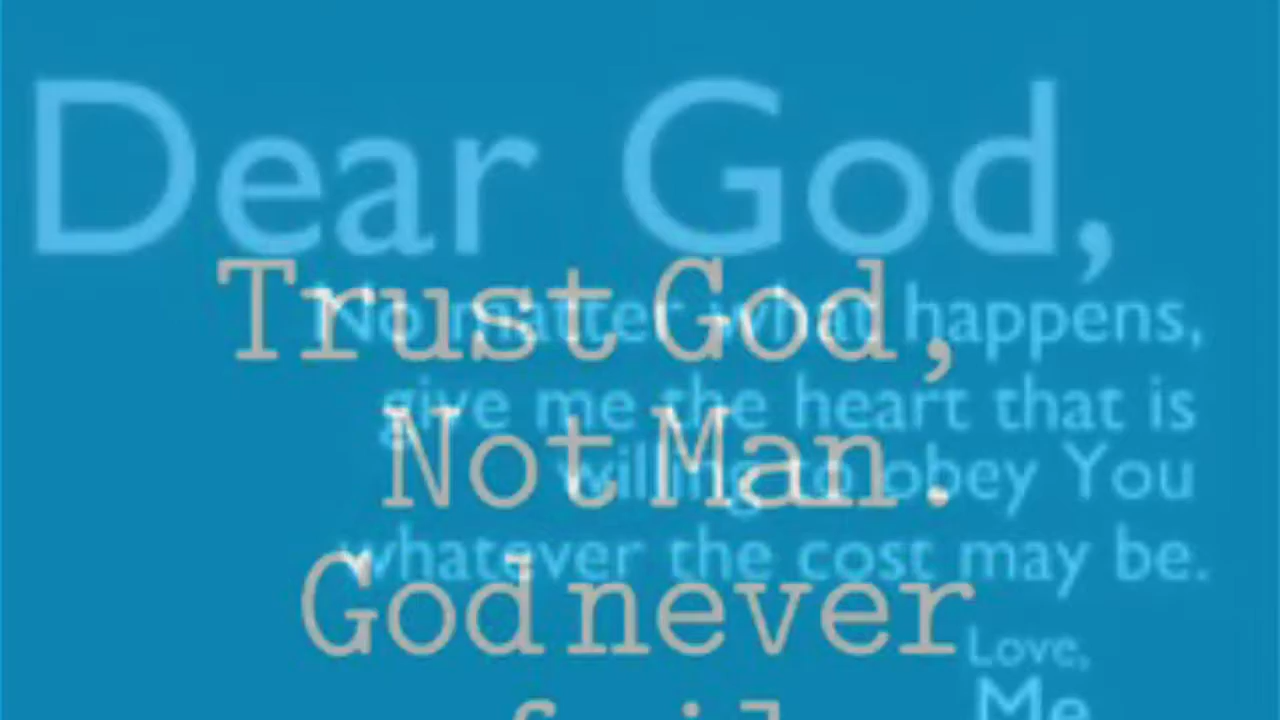 Dear God,
No matter what happens,
give me the heart that is
willing to obey You
whatever the cost may be.
Love,
Me
Trust God,
Not Man.
God never